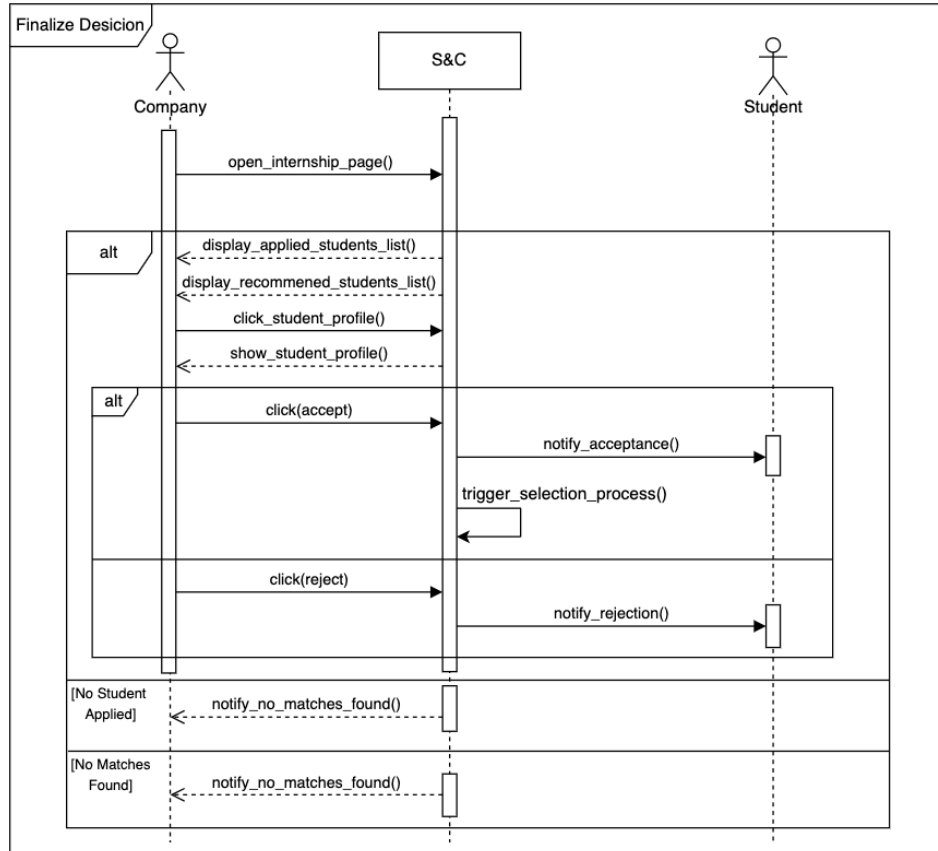 Finalize Desicion
S&C
Company
Student
open_internship_page()
alt
display_applied_students_list()
display_recommened_students_list()
click_student_profile()
show_student_profile()
alt
click(accept)
notify_acceptance()
trigger_selection_process()
click(reject)
notify_rejection()
[No Student
Applied]
notify_no_matches_found()
[No Matches
Found]
notify_no_matches_found()